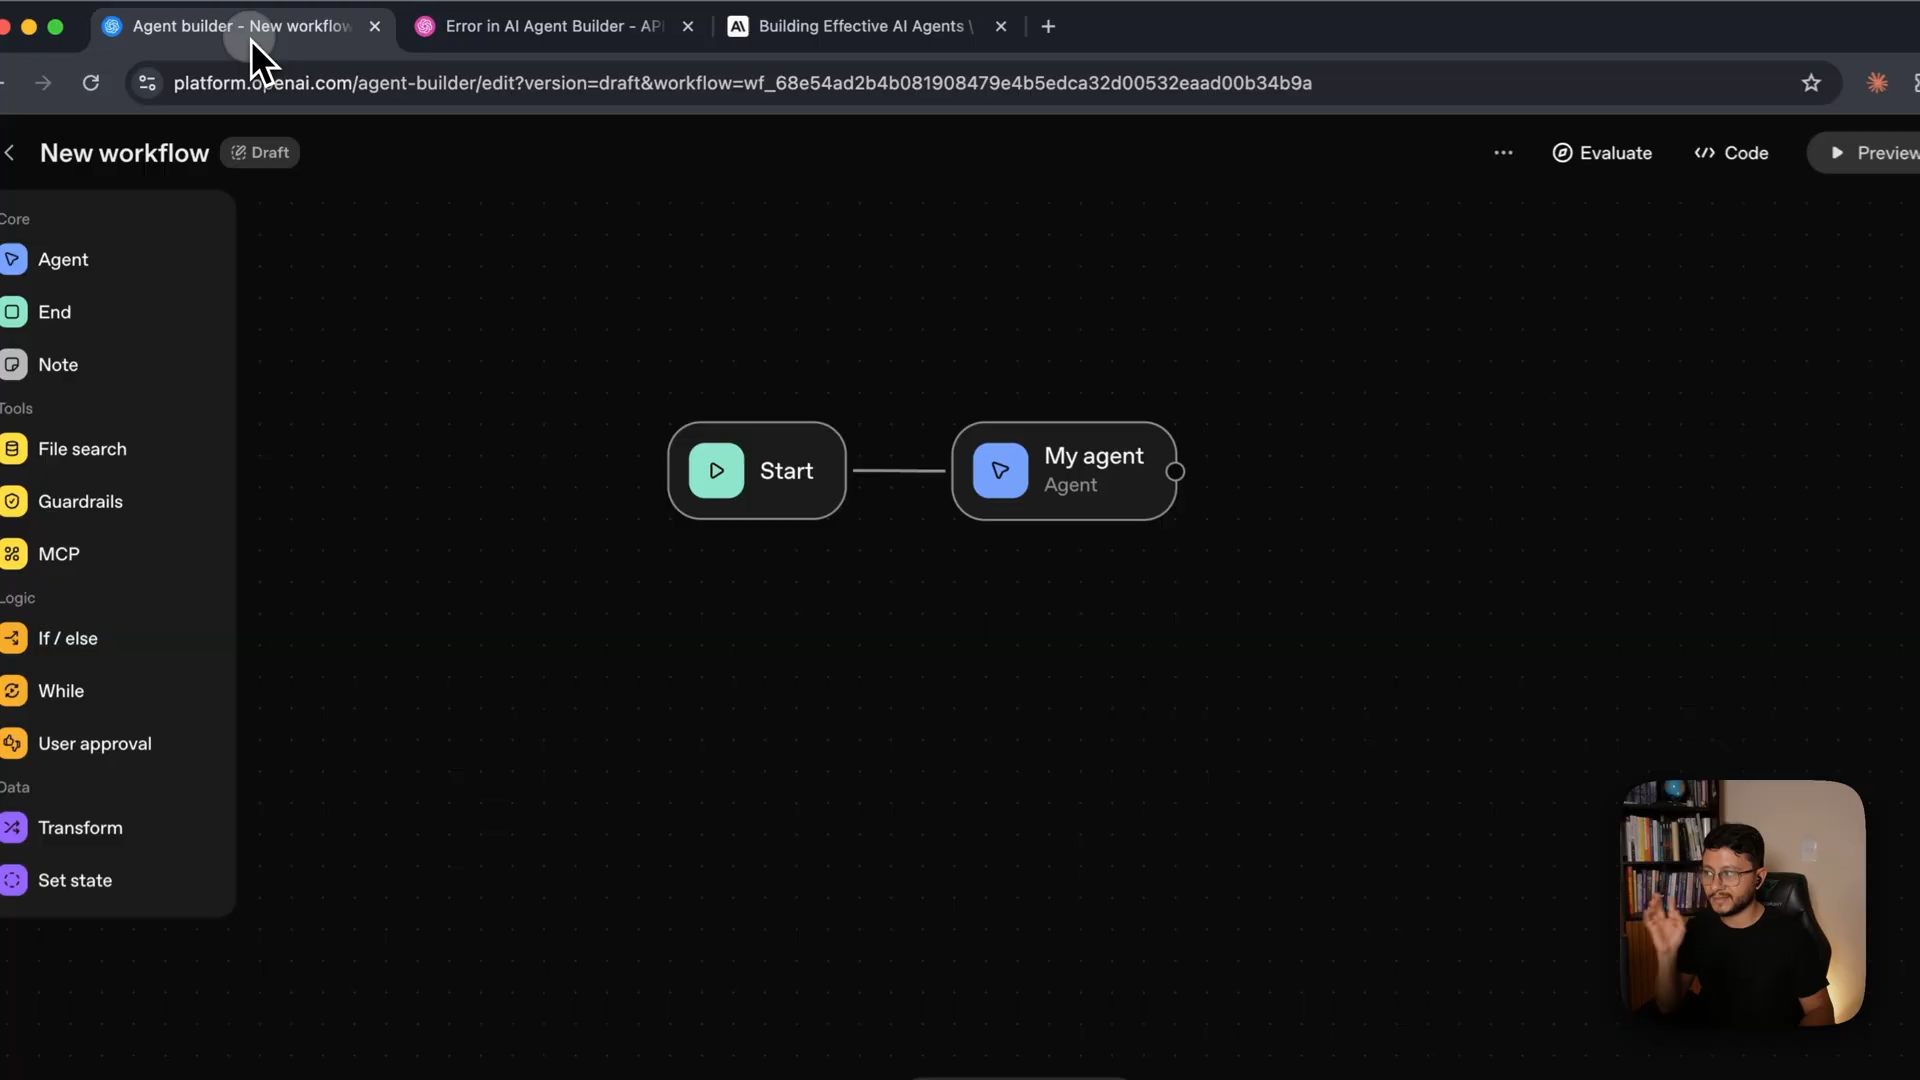 Agent builder - New workflow
Error in AI Agent Builder - API
Building Effective AI Agents \
platform.openai.com/agent-builder/edit?version=draft&workflow=wf_68e54ad2b4b081908479e4b5edca32d00532eaad00b34b9a
New workflow
Draft
Evaluate
Code
Preview
Core
Agent
End
Note
Tools
File search
Guardrails
MCP
Logic
If / else
While
User approval
Data
Transform
Set state
Start
My agent
Agent